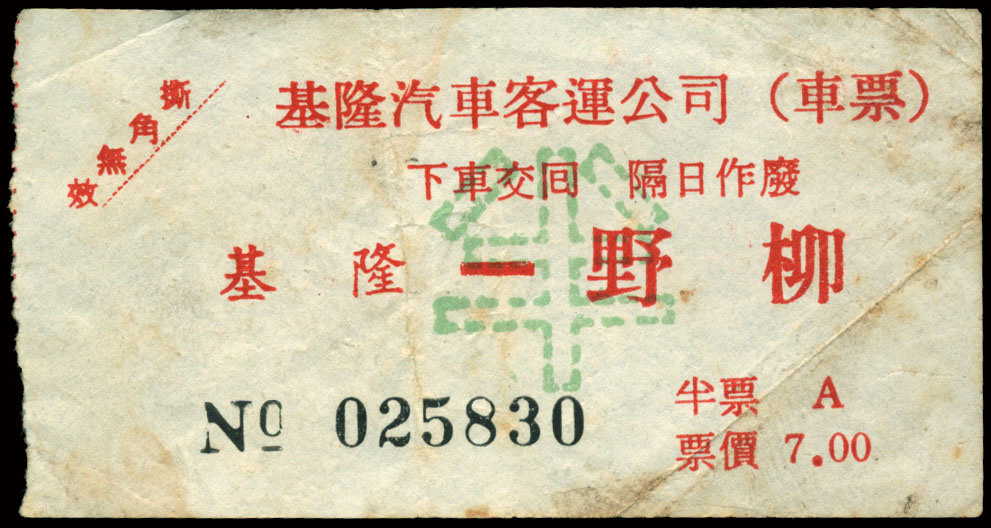 基隆汽車客運公司（車票）
撕角無效
下車交回 隔日作廢
基隆—野柳
半
№ 025830
半票 A
票價 7.00